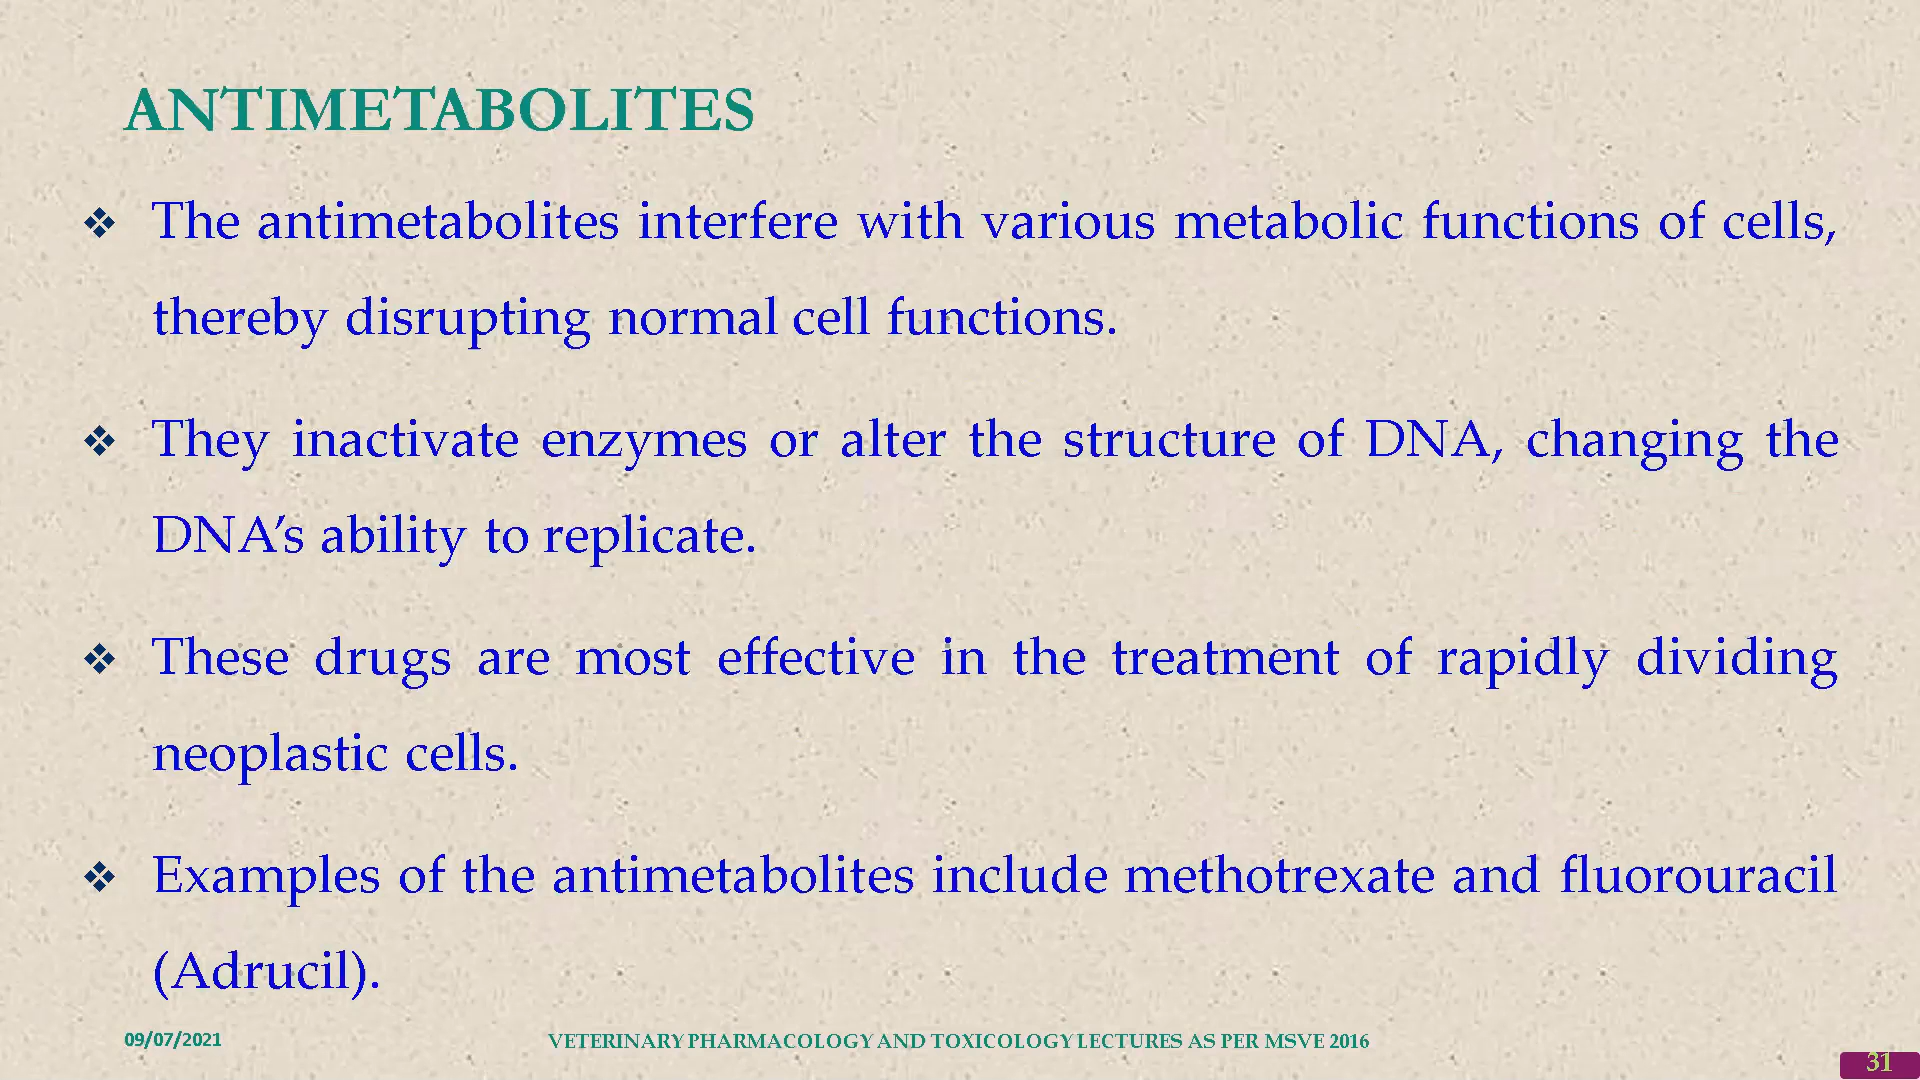 ANTIMETABOLITES
❖ The antimetabolites interfere with various metabolic functions of cells,
thereby disrupting normal cell functions.
❖ They inactivate enzymes or alter the structure of DNA, changing the
DNA’s ability to replicate.
❖ These drugs are most effective in the treatment of rapidly dividing
neoplastic cells.
❖ Examples of the antimetabolites include methotrexate and fluorouracil
(Adrucil).
09/07/2021 VETERINARY PHARMACOLOGY AND TOXICOLOGY LECTURES AS PER MSVE 2016
31